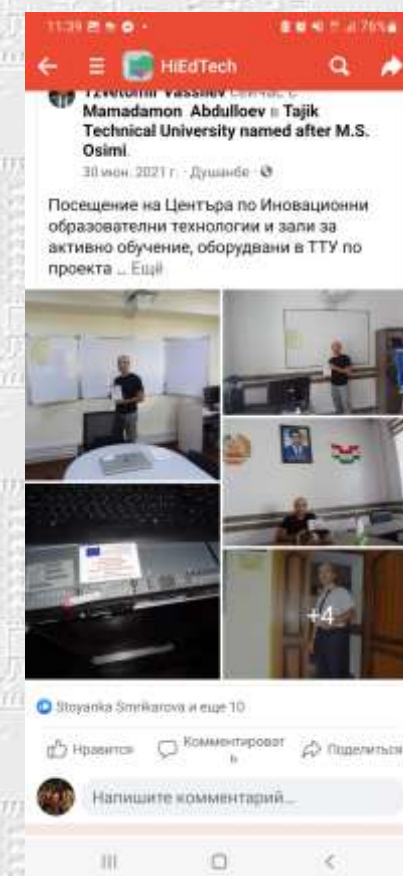 11:39
76%
HiEdTech
Tzvetomir Vassilev сейчас с
Mamadamon Abdulloev в Tajik
Technical University named after M.S.
Osimi.
30 июн. 2021 г. · Душанбе ·
Посещение на Центъра по Иновационни
образователни технологии и зали за
активно обучение, оборудвани в ТТУ по
проекта ... Ещё
+4
Stoyanka Smrikarova и еще 10
Нравится
Комментироват
ь
Поделиться
Напишите комментарий...